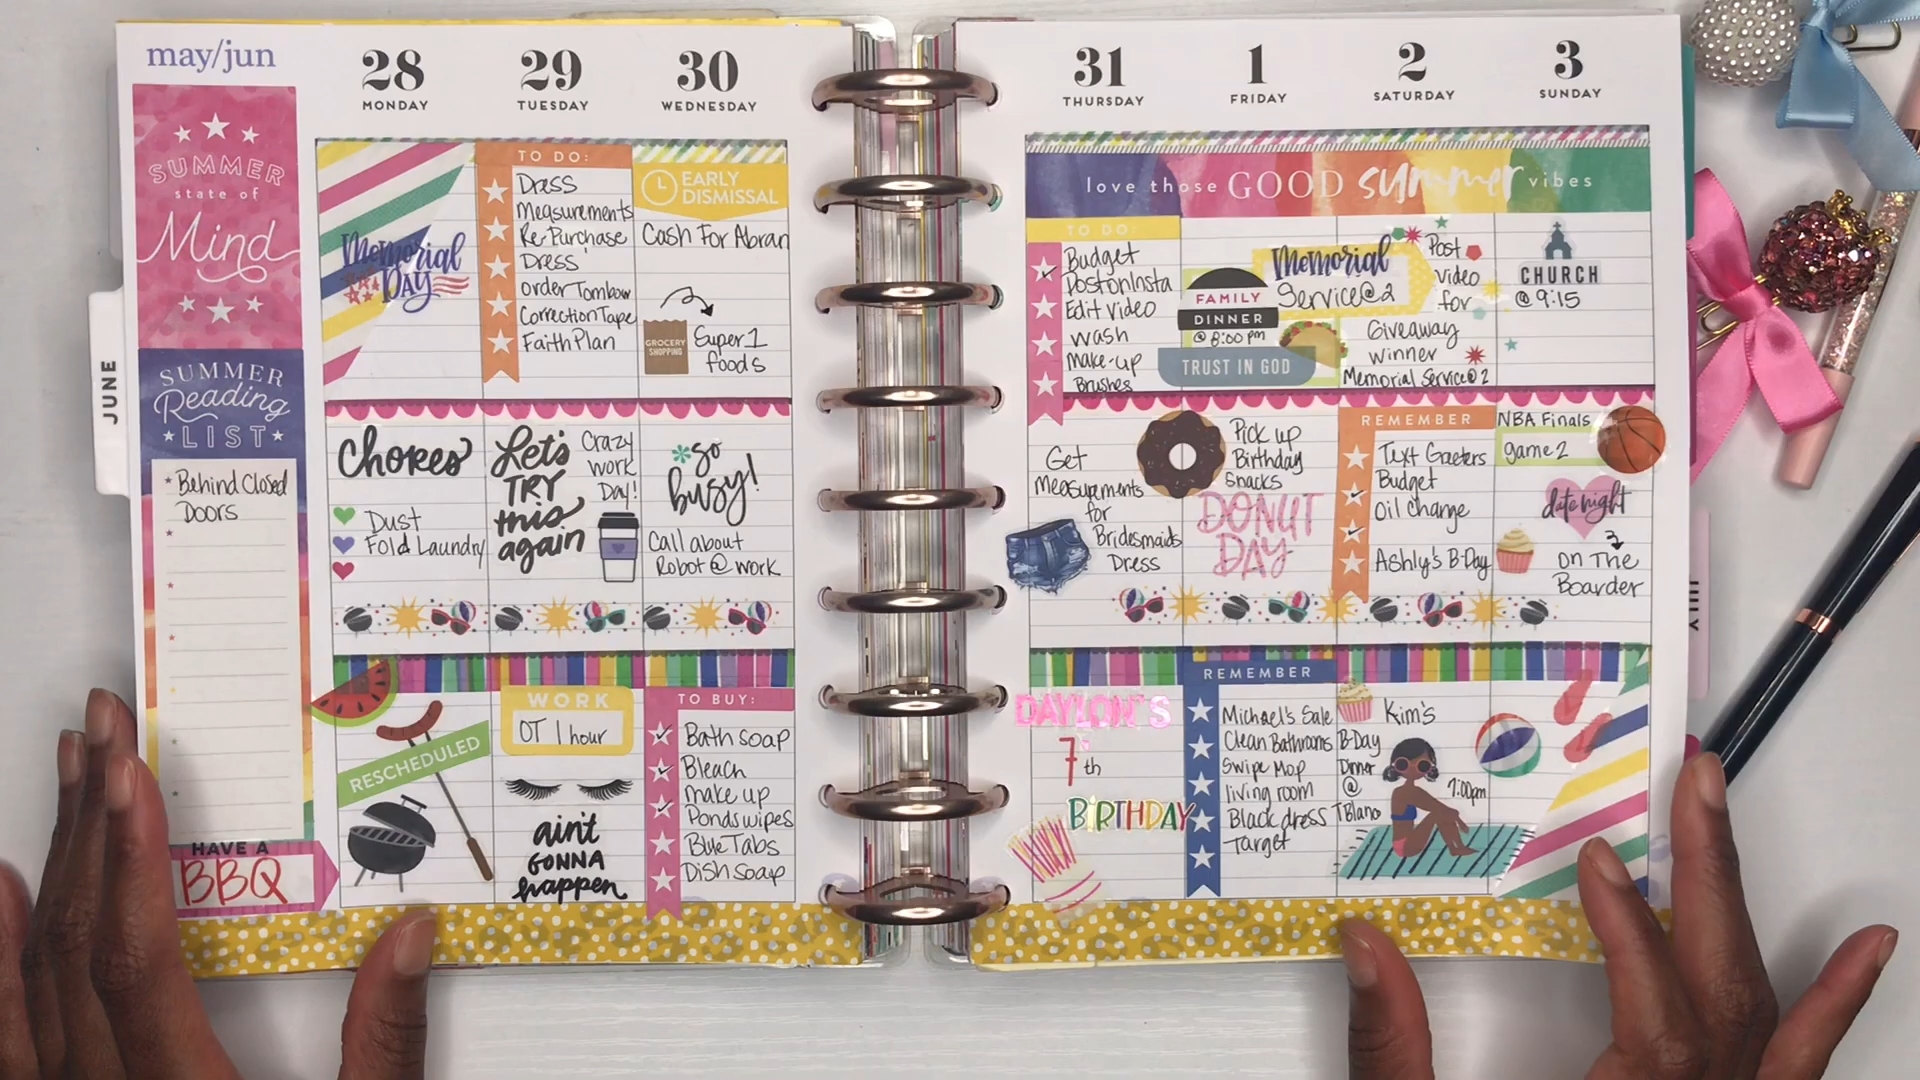 may/jun
28
MONDAY
29
TUESDAY
30
WEDNESDAY
31
THURSDAY
1
FRIDAY
2
SATURDAY
3
SUNDAY
SUMMER
state of
Mind
SUMMER
Reading
LIST
Behind Closed
Doors
HAVE A
BBQ
JUNE
Memorial
DAY
TO DO:
Dress
Measurements
Re-Purchase
Dress
order Tombow
Correction Tape
Faith Plan
EARLY
DISMISSAL
Cash For Abran
GROCERY
SHOPPING
Super 1
foods
Chores
Dust
Fold Laundry
Let's
TRY
this
again
Crazy
work
Day!
so
busy!
Call about
Robot @ work
RESCHEDULED
WORK
OT 1 hour
ain't
GONNA
happen
TO BUY:
Bath soap
Bleach
make up
Ponds wipes
Blue Tabs
Dish soap
love those GOOD summer vibes
TO DO:
Budget
Post on Insta
Edit video
wash
make-up
Brushes
FAMILY
DINNER
@ 8:00 pm
TRUST IN GOD
Memorial
Service @ 2
Post
video
for
Giveaway
winner
Memorial Service @ 2
CHURCH
@ 9:15
Get
Measurements
for
Bridesmaids
Dress
Pick up
Birthday
Snacks
DONUT
DAY
REMEMBER
Text Gaeters
Budget
Oil change
Ashly's B-Day
NBA Finals
game 2
date night
on The
Boarder
DAYLON'S
7th
BIRTHDAY
REMEMBER
Michael's Sale
Clean Bathrooms
Swipe Mop
living room
Black dress
Target
Kim's
B-Day
Dinner
@
TBlano
7:00pm